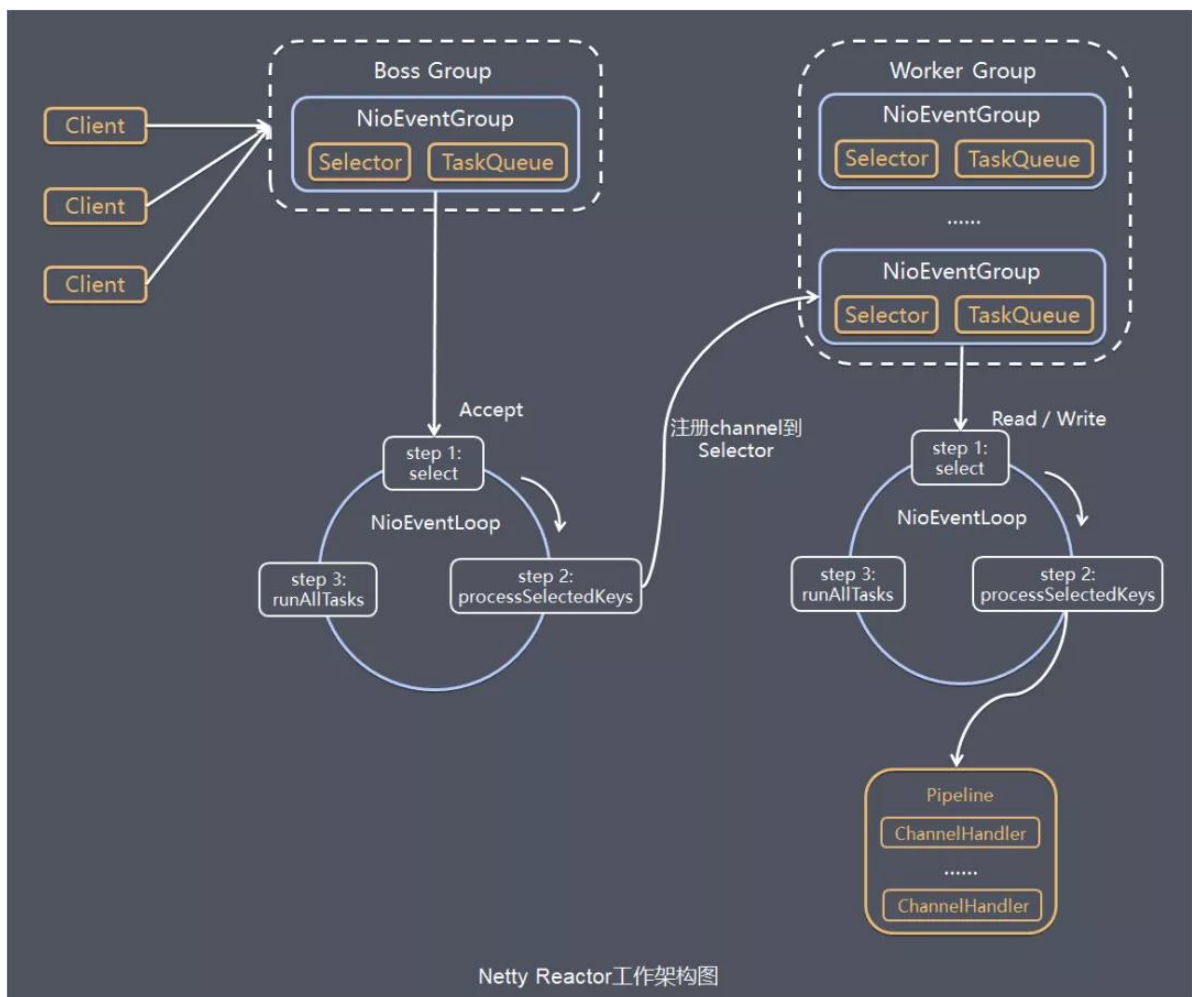 Boss Group
NioEventGroup
Selector
TaskQueue
Client
Client
Client
Accept
step 1:
select
NioEventLoop
step 2:
processSelectedKeys
step 3:
runAllTasks
注册channel到
Selector
Worker Group
NioEventGroup
Selector
TaskQueue
......
NioEventGroup
Selector
TaskQueue
Read / Write
step 1:
select
NioEventLoop
step 2:
processSelectedKeys
step 3:
runAllTasks
Pipeline
ChannelHandler
......
ChannelHandler
Netty Reactor工作架构图